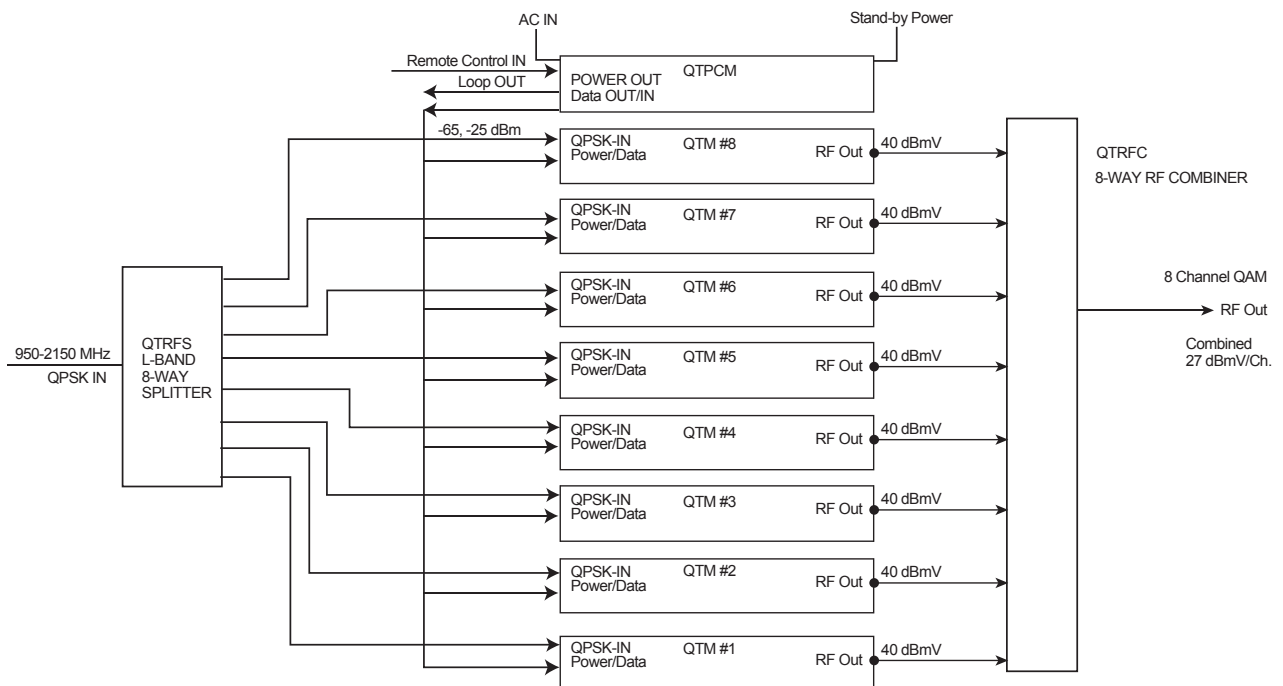 AC IN
Stand-by Power
Remote Control IN
Loop OUT
POWER OUT
QTPCM
Data OUT/IN
-65, -25 dBm
QPSK-IN
Power/Data
QTM #8
RF Out
40 dBmV
QPSK-IN
Power/Data
QTM #7
RF Out
40 dBmV
QPSK-IN
Power/Data
QTM #6
RF Out
40 dBmV
QPSK-IN
Power/Data
QTM #5
RF Out
40 dBmV
QPSK-IN
Power/Data
QTM #4
RF Out
40 dBmV
QPSK-IN
Power/Data
QTM #3
RF Out
40 dBmV
QPSK-IN
Power/Data
QTM #2
RF Out
40 dBmV
QPSK-IN
Power/Data
QTM #1
RF Out
40 dBmV
950-2150 MHz
QPSK IN
QTRFS
L-BAND
8-WAY
SPLITTER
QTRFC
8-WAY RF COMBINER
8 Channel QAM
RF Out
Combined
27 dBmV/Ch.